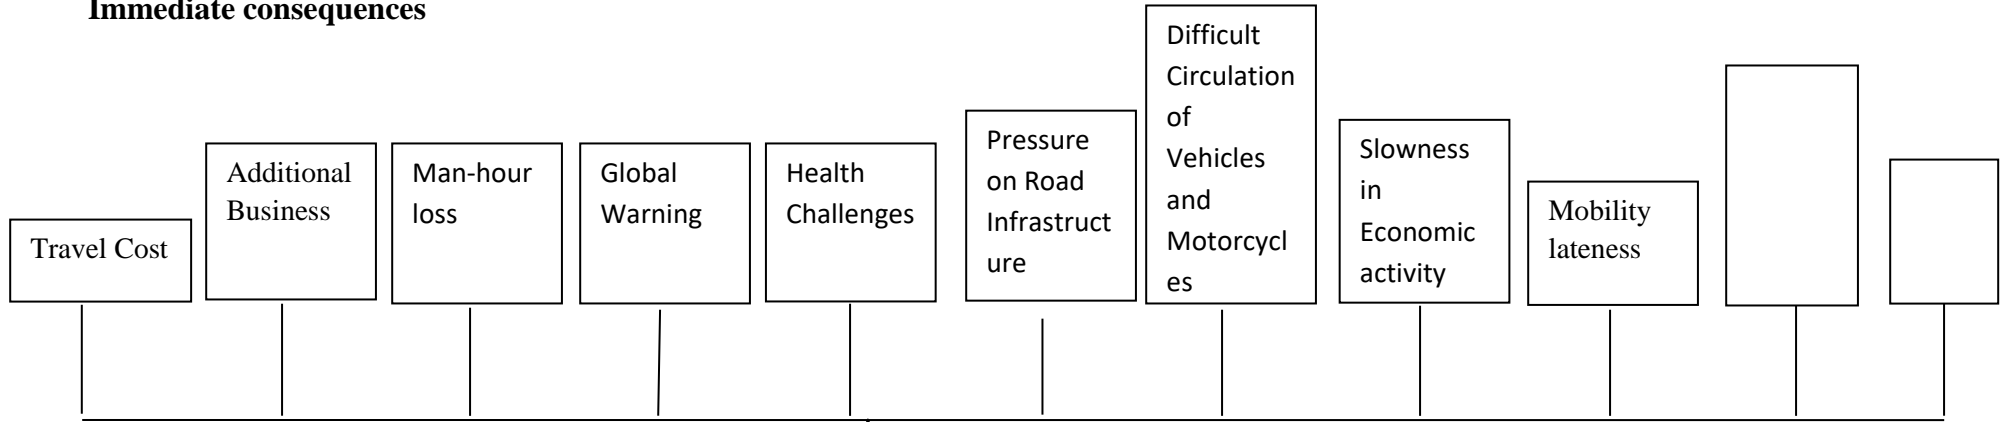 Immediate consequences
Travel Cost
Additional
Business
Man-hour
loss
Global
Warning
Health
Challenges
Pressure
on Road
Infrastruct
ure
Difficult
Circulation
of
Vehicles
and
Motorcycl
es
Slowness
in
Economic
activity
Mobility
lateness